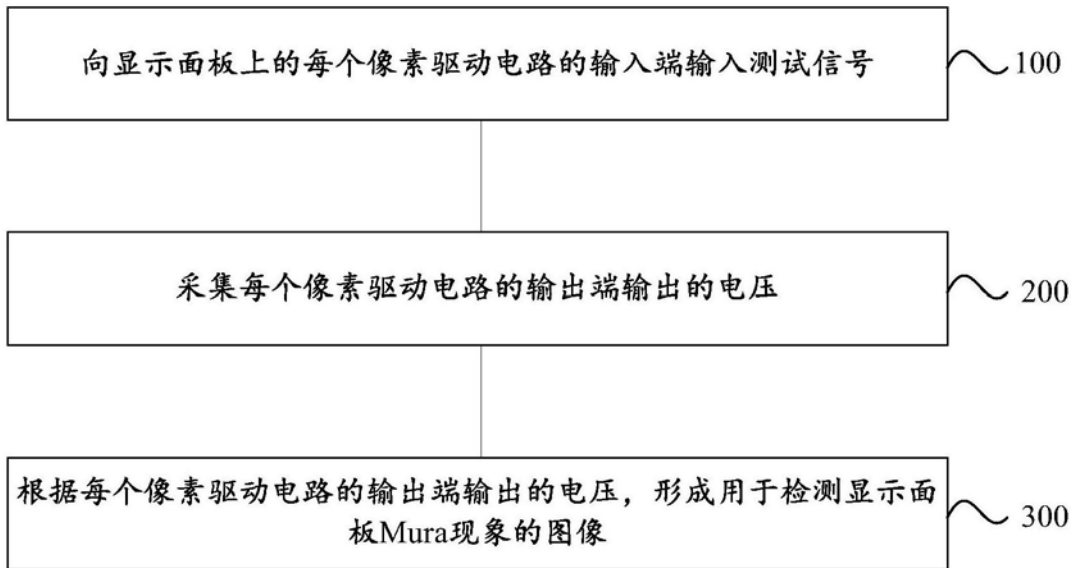 向显示面板上的每个像素驱动电路的输入端输入测试信号
100
采集每个像素驱动电路的输出端输出的电压
200
根据每个像素驱动电路的输出端输出的电压，形成用于检测显示面
板Mura现象的图像
300